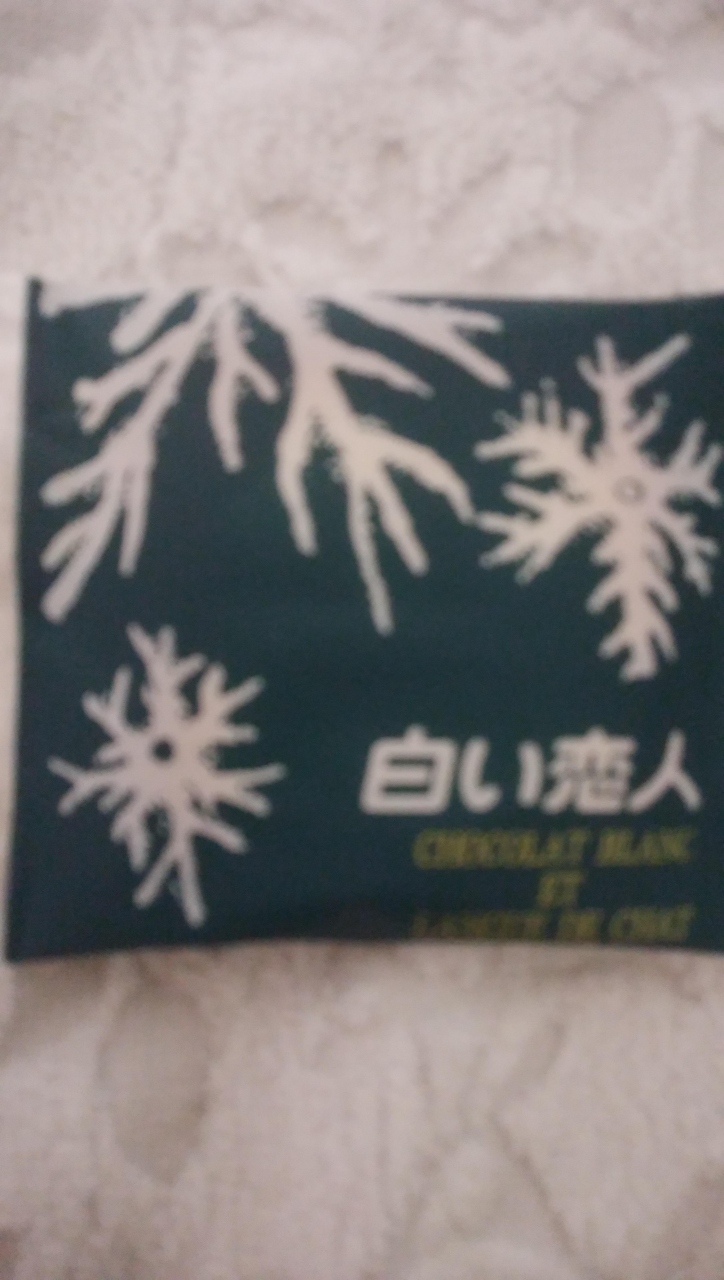 白い恋人
CHOCOLAT BLANC
ET
LANGUE DE CHAT